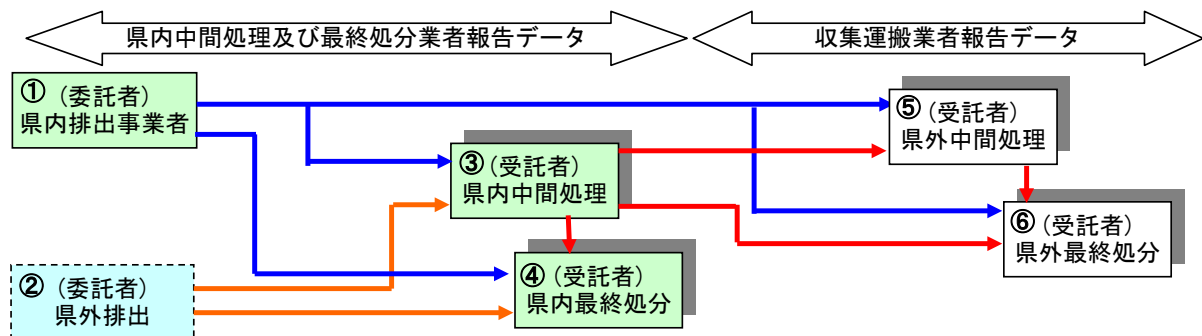 県内中間処理及び最終処分業者報告データ
収集運搬業者報告データ
① (委託者)
県内排出事業者
⑤ (受託者)
県外中間処理
③ (受託者)
県内中間処理
⑥ (受託者)
県外最終処分
② (委託者)
県外排出
④ (受託者)
県内最終処分